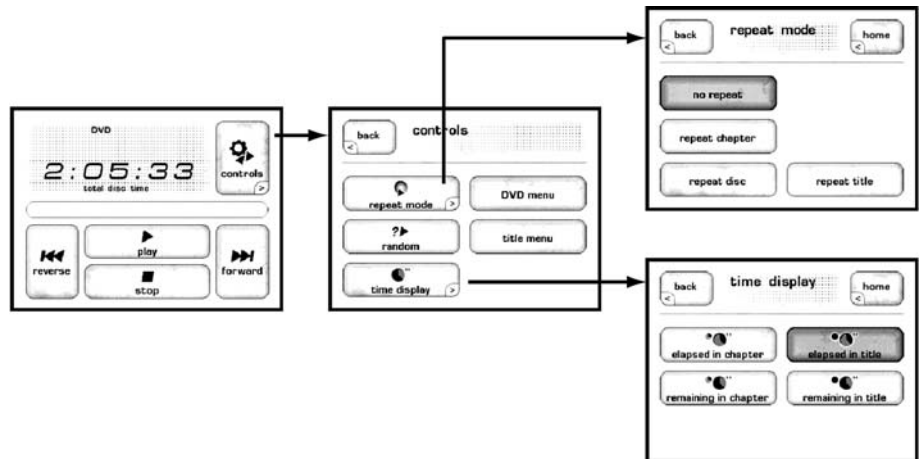 DVD
2:05:33
total disc time
controls
>
reverse
play
stop
forward
back
<
controls
repeat mode
>
DVD menu
?
random
title menu
time display
>
back
<
repeat mode
home
<
no repeat
repeat chapter
repeat disc
repeat title
back
<
time display
home
<
elapsed in chapter
elapsed in title
remaining in chapter
remaining in title